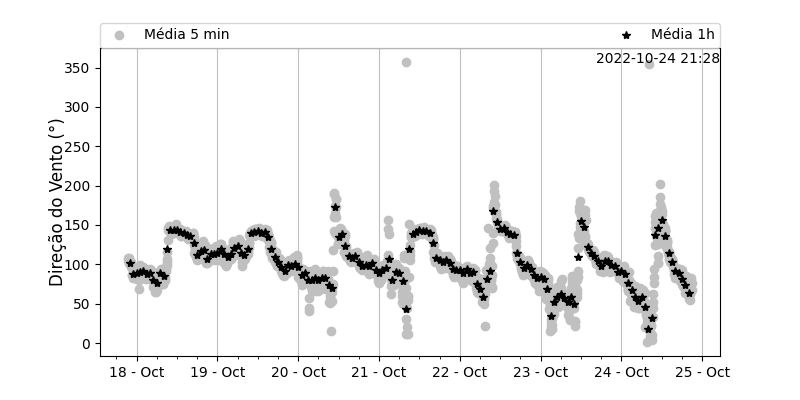 Média 5 min
Média 1h
2022-10-24 21:28
Direção do Vento (°)
350
300
250
200
150
100
50
0
18 - Oct
19 - Oct
20 - Oct
21 - Oct
22 - Oct
23 - Oct
24 - Oct
25 - Oct